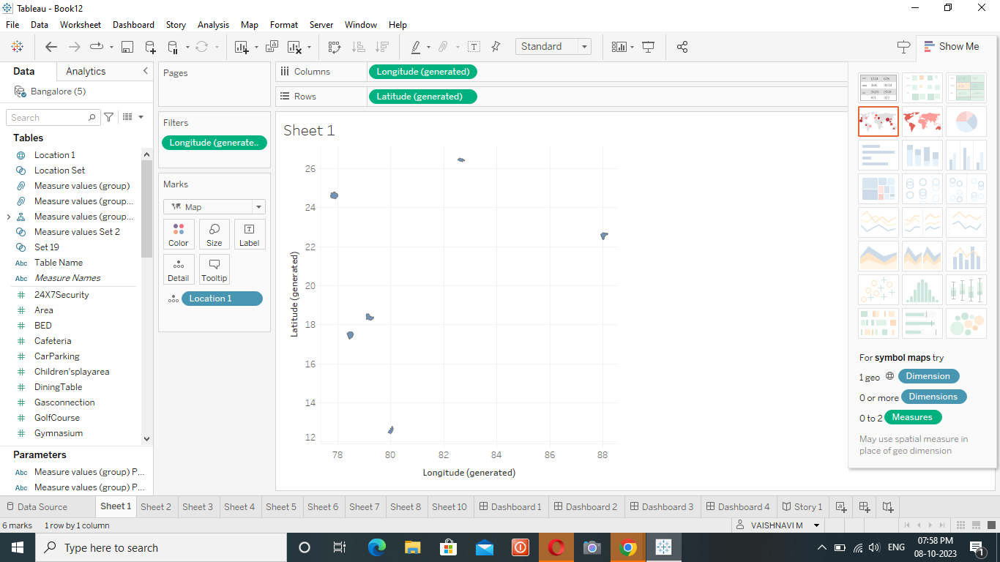 Tableau - Book12
File Data Worksheet Dashboard Story Analysis Map Format Server Window Help
Standard
Show Me
Data Analytics
Bangalore (5)
Search
Tables
Location 1
Location Set
Measure values (group)
Measure values (group...
Measure values (group...
Measure values Set 2
Set 19
Abc Table Name
Abc Measure Names
24X7Security
Area
BED
Cafeteria
CarParking
Children'splayarea
DiningTable
Gasconnection
GolfCourse
Gymnasium
Parameters
Abc Measure values (group) P...
Abc Measure values (group) P...
Pages
Filters
Longitude (generate..
Marks
Map
Color Size Label
Detail Tooltip
Location 1
Columns Longitude (generated)
Rows Latitude (generated)
Sheet 1
26
24
22
20
18
16
14
12
Latitude (generated)
78 80 82 84 86 88
Longitude (generated)
For symbol maps try
1 geo Dimension
0 or more Dimensions
0 to 2 Measures
May use spatial measure in
place of geo dimension
Data Source Sheet 1 Sheet 2 Sheet 3 Sheet 4 Sheet 5 Sheet 6 Sheet 7 Sheet 8 Sheet 10 Dashboard 1 Dashboard 2 Dashboard 3 Dashboard 4 Story 1
6 marks 1 row by 1 column
VAISHNAVI M
Type here to search
ENG
07:58 PM
08-10-2023
1